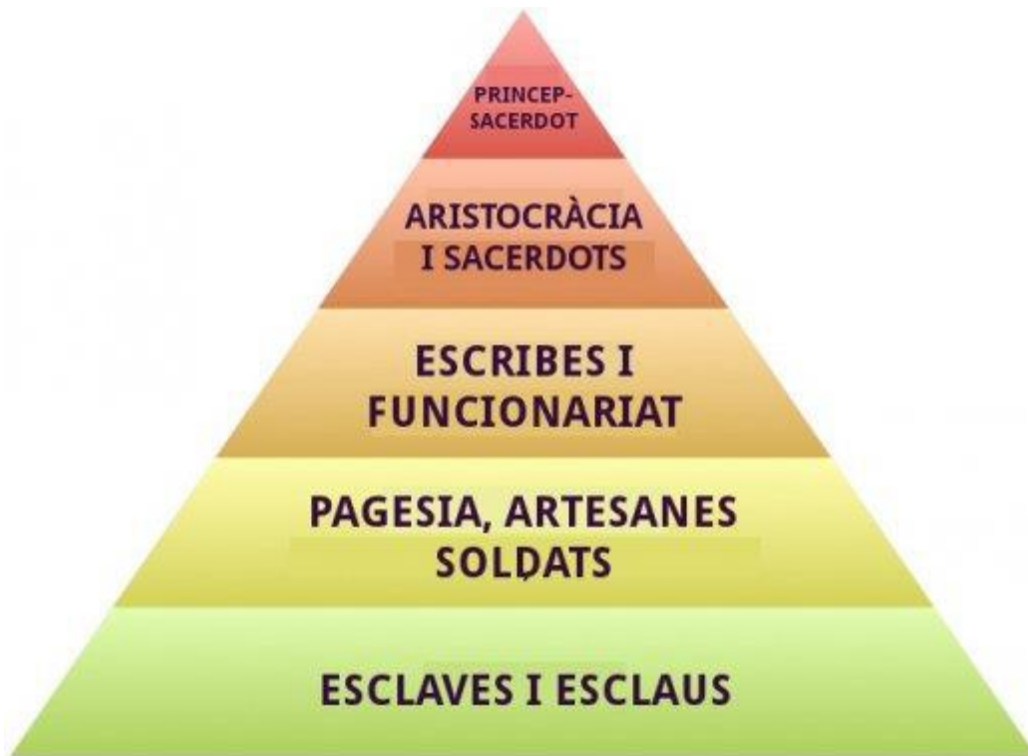 PRINCEP-
SACERDOT
ARISTOCRÀCIA
I SACERDOTS
ESCRIBES I
FUNCIONARIAT
PAGESIA, ARTESANES
SOLDATS
ESCLAVES I ESCLAUS